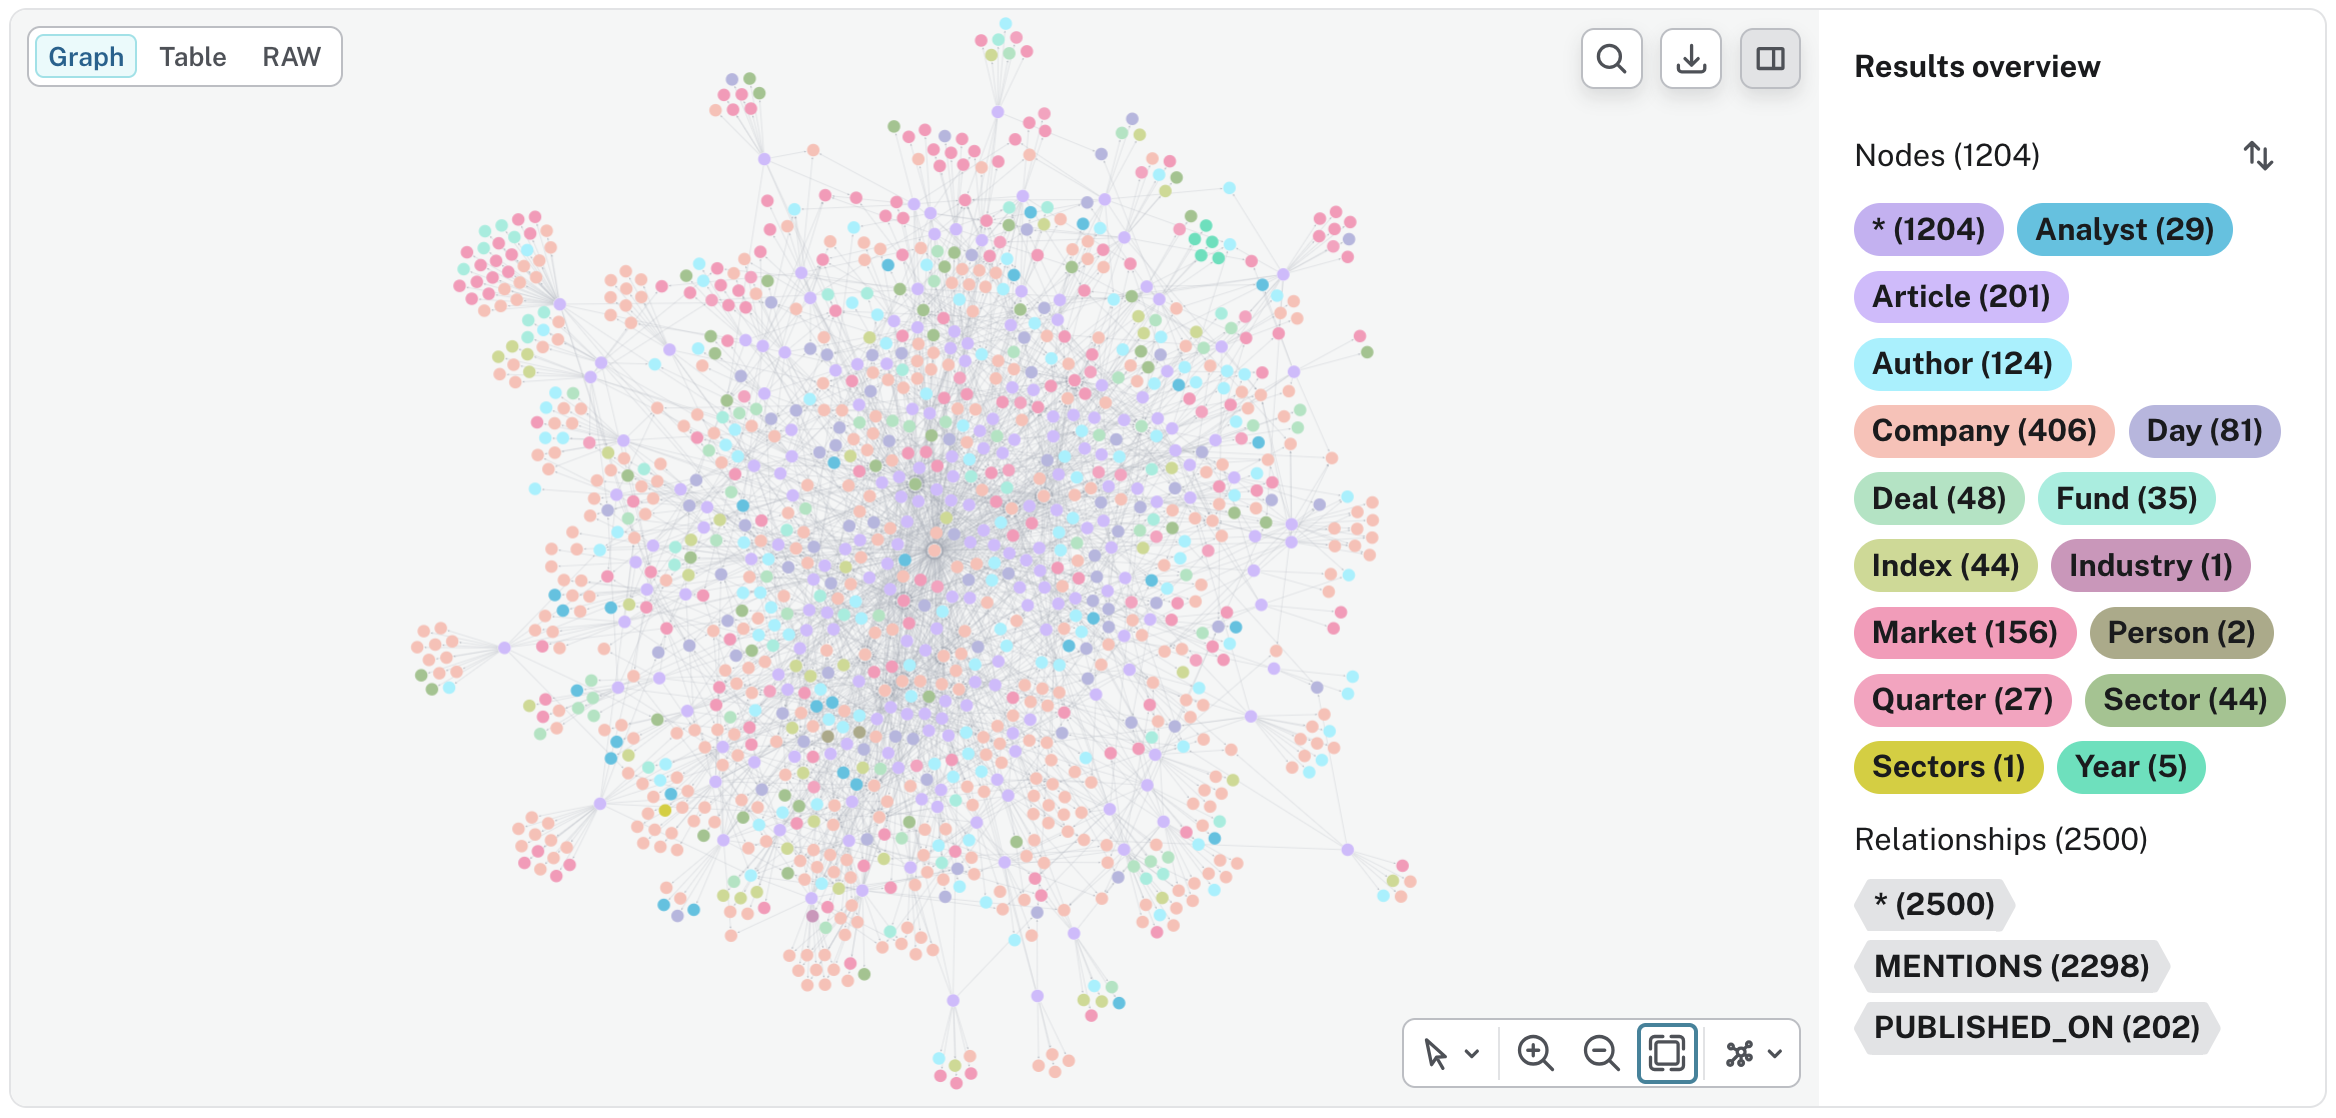 Graph Table RAW
Results overview
Nodes (1204)
* (1204) Analyst (29)
Article (201)
Author (124)
Company (406) Day (81)
Deal (48) Fund (35)
Index (44) Industry (1)
Market (156) Person (2)
Quarter (27) Sector (44)
Sectors (1) Year (5)
Relationships (2500)
* (2500)
MENTIONS (2298)
PUBLISHED_ON (202)